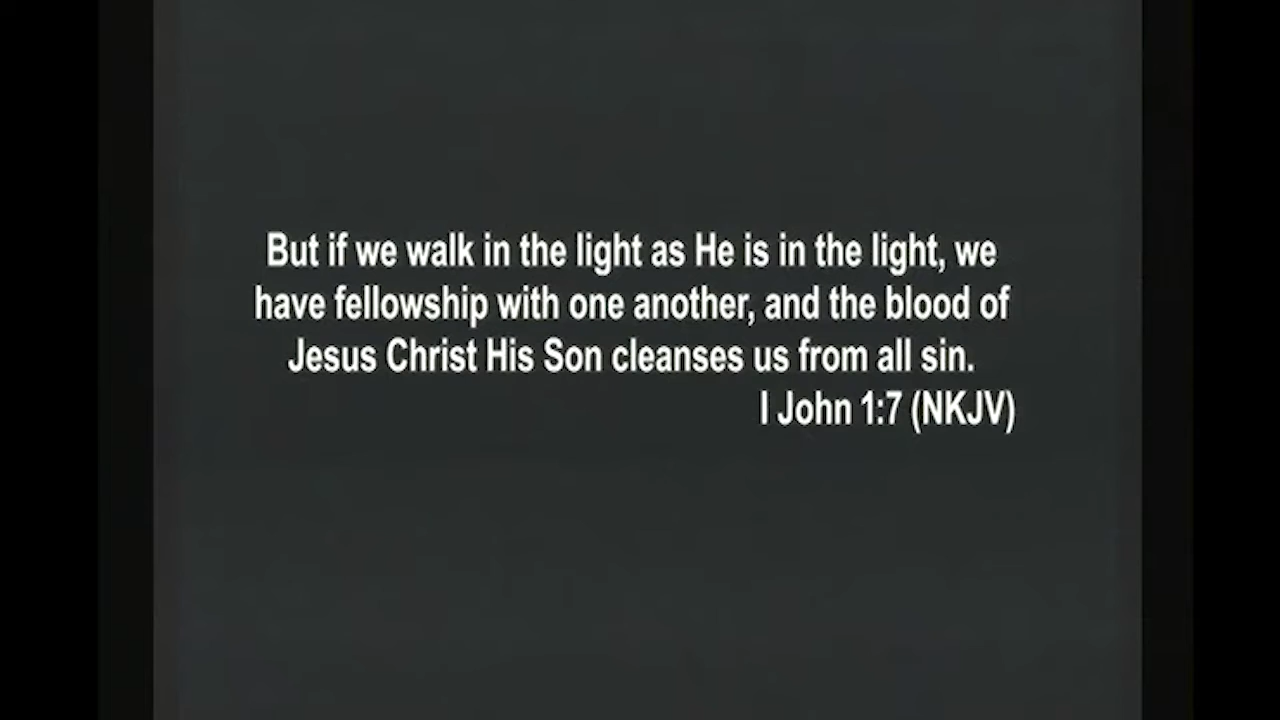 But if we walk in the light as He is in the light, we
have fellowship with one another, and the blood of
Jesus Christ His Son cleanses us from all sin.
I John 1:7 (NKJV)